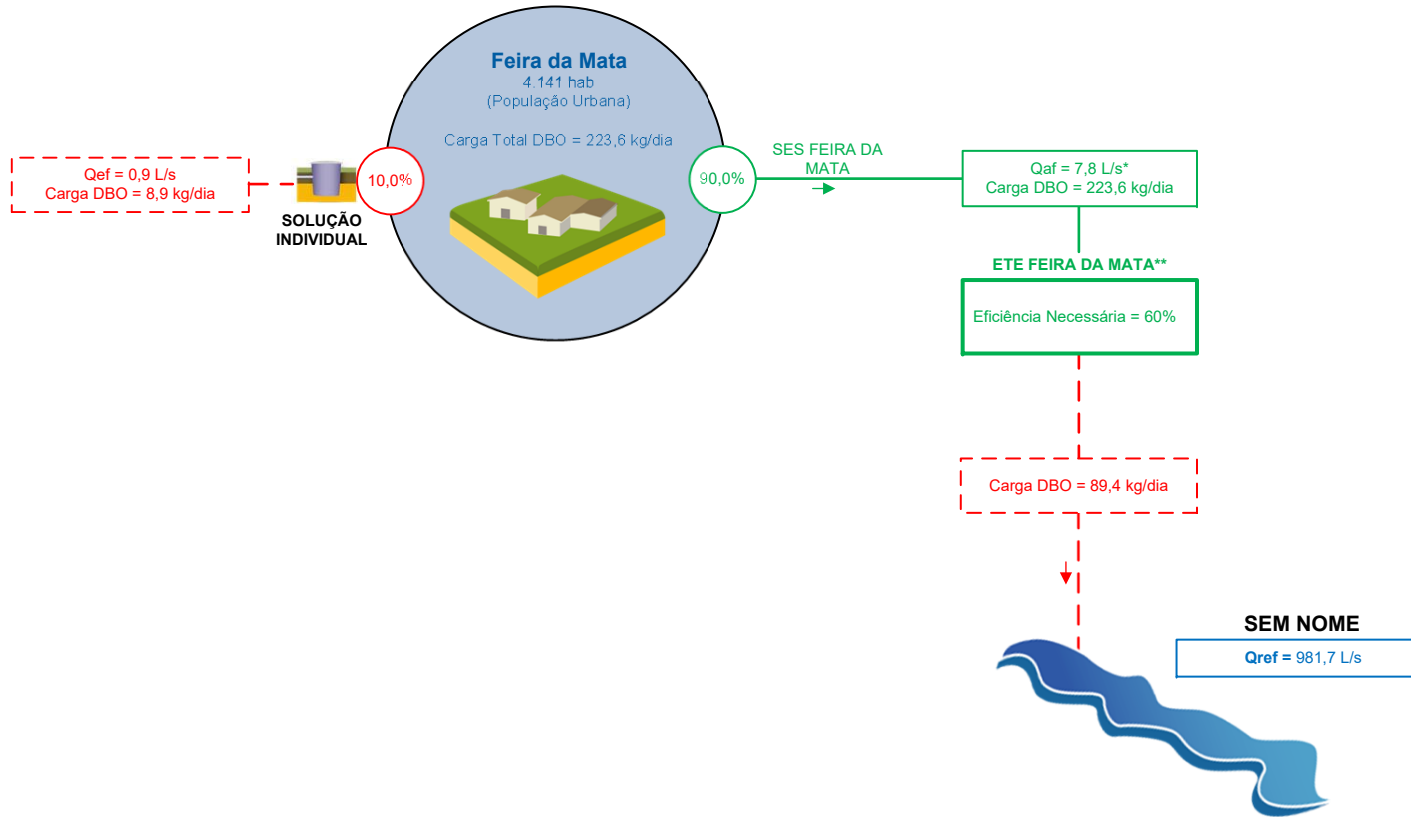 Feira da Mata
4.141 hab
(População Urbana)
Carga Total DBO = 223,6 kg/dia
Qef = 0,9 L/s
Carga DBO = 8,9 kg/dia
SOLUÇÃO
INDIVIDUAL
10,0%
90,0%
SES FEIRA DA
MATA
Qaf = 7,8 L/s*
Carga DBO = 223,6 kg/dia
ETE FEIRA DA MATA**
Eficiência Necessária = 60%
Carga DBO = 89,4 kg/dia
SEM NOME
Qref = 981,7 L/s